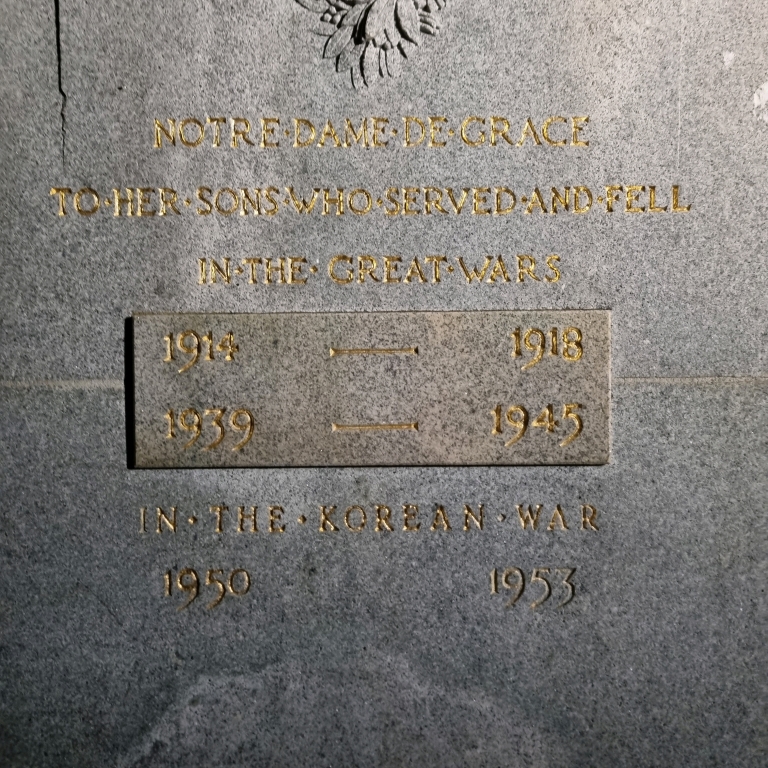 NOTRE·DAME·DE·GRACE
TO·HER·SONS·WHO·SERVED·AND·FELL
IN·THE·GREAT·WARS
1914 — 1918
1939 — 1945
IN·THE·KOREAN·WAR
1950 1953